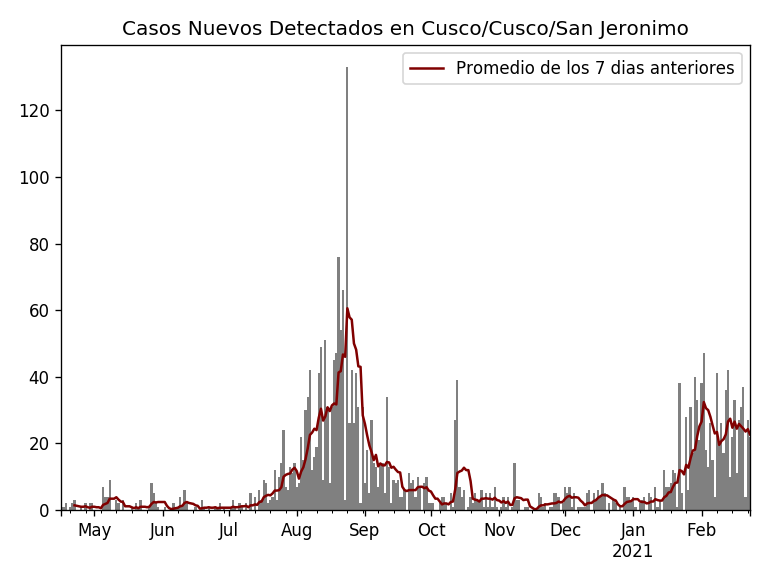 Casos Nuevos Detectados en Cusco/Cusco/San Jeronimo
Promedio de los 7 dias anteriores
120
100
80
60
40
20
0
May Jun Jul Aug Sep Oct Nov Dec Jan Feb
2021